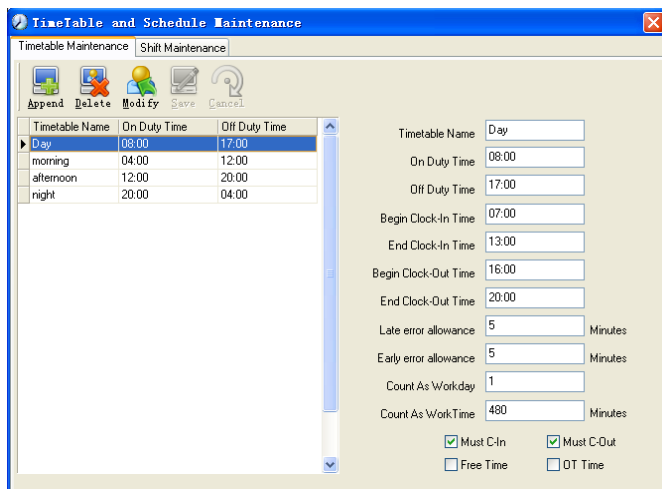 TimeTable and Schedule Maintenance
Timetable Maintenance Shift Maintenance
Append Delete Modify Save Cancel
Timetable Name On Duty Time Off Duty Time
Day 08:00 17:00
morning 04:00 12:00
afternoon 12:00 20:00
night 20:00 04:00
Timetable Name Day
On Duty Time 08:00
Off Duty Time 17:00
Begin Clock-In Time 07:00
End Clock-In Time 13:00
Begin Clock-Out Time 16:00
End Clock-Out Time 20:00
Late error allowance 5 Minutes
Early error allowance 5 Minutes
Count As Workday 1
Count As WorkTime 480 Minutes
Must C-In Must C-Out
Free Time OT Time